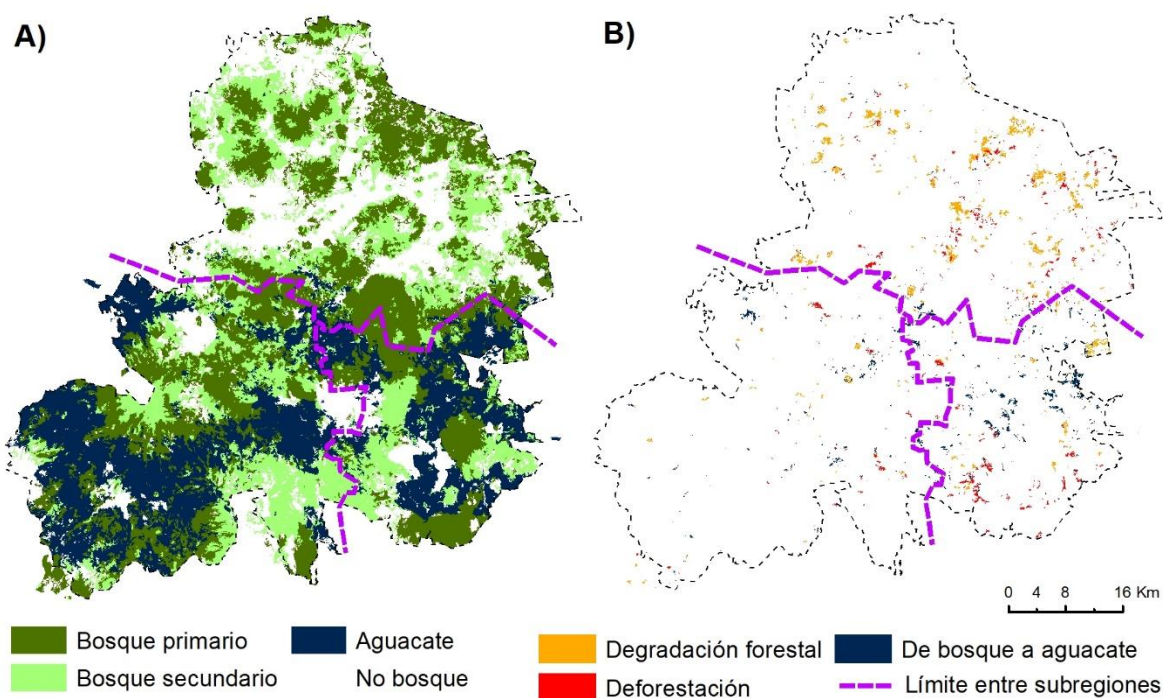 A)
B)
0 4 8 16 Km
Bosque primario
Aguacate
Bosque secundario
No bosque
Degradación forestal
De bosque a aguacate
Deforestación
Límite entre subregiones